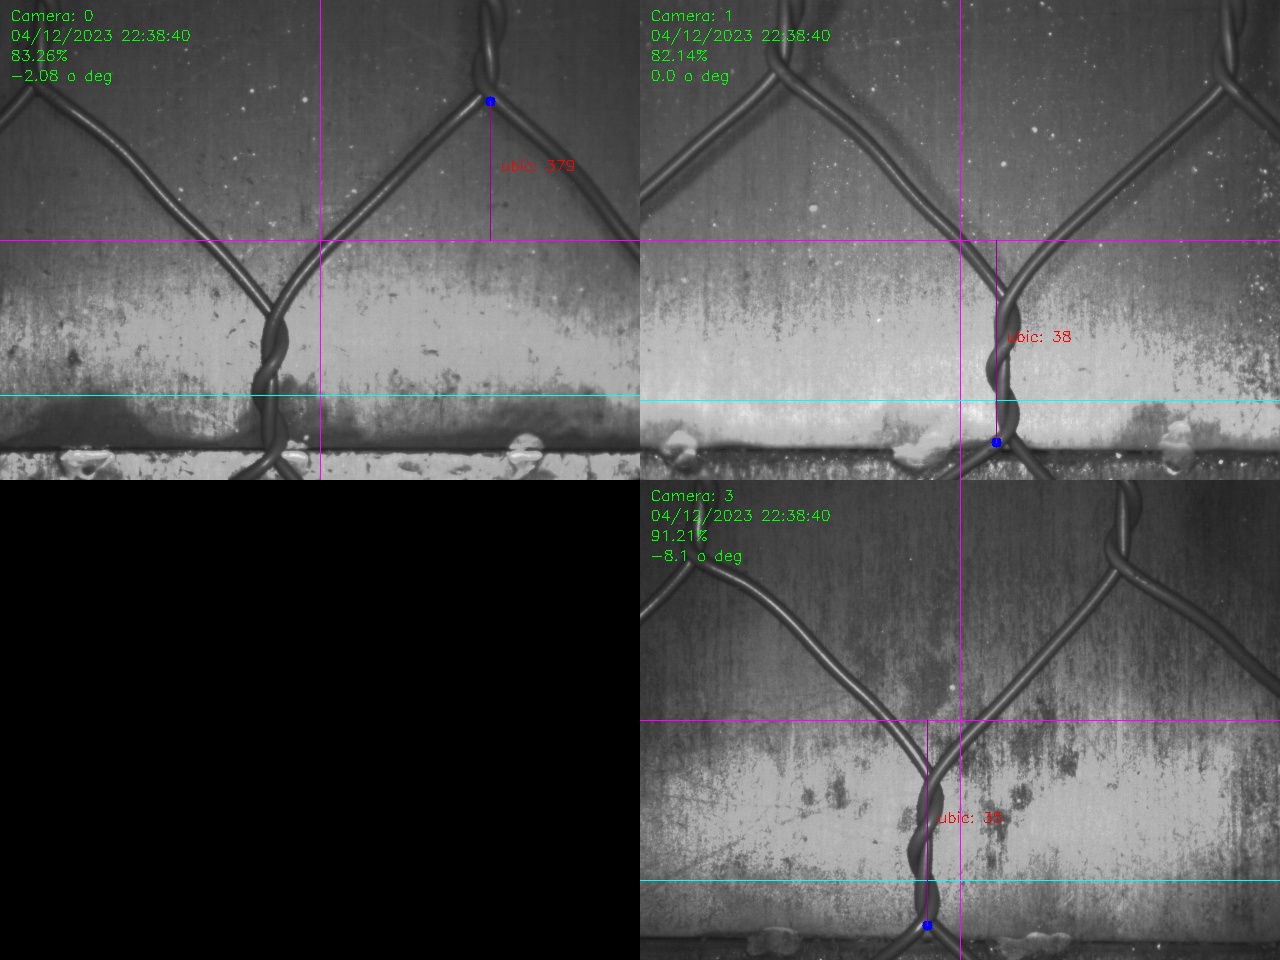 Camera: 0
04/12/2023 22:38:40
83.26%
-2.08 o deg
ubic: 379
Camera: 1
04/12/2023 22:38:40
82.14%
0.0 o deg
ubic: 38
Camera: 3
04/12/2023 22:38:40
91.21%
-8.1 o deg
ubic: